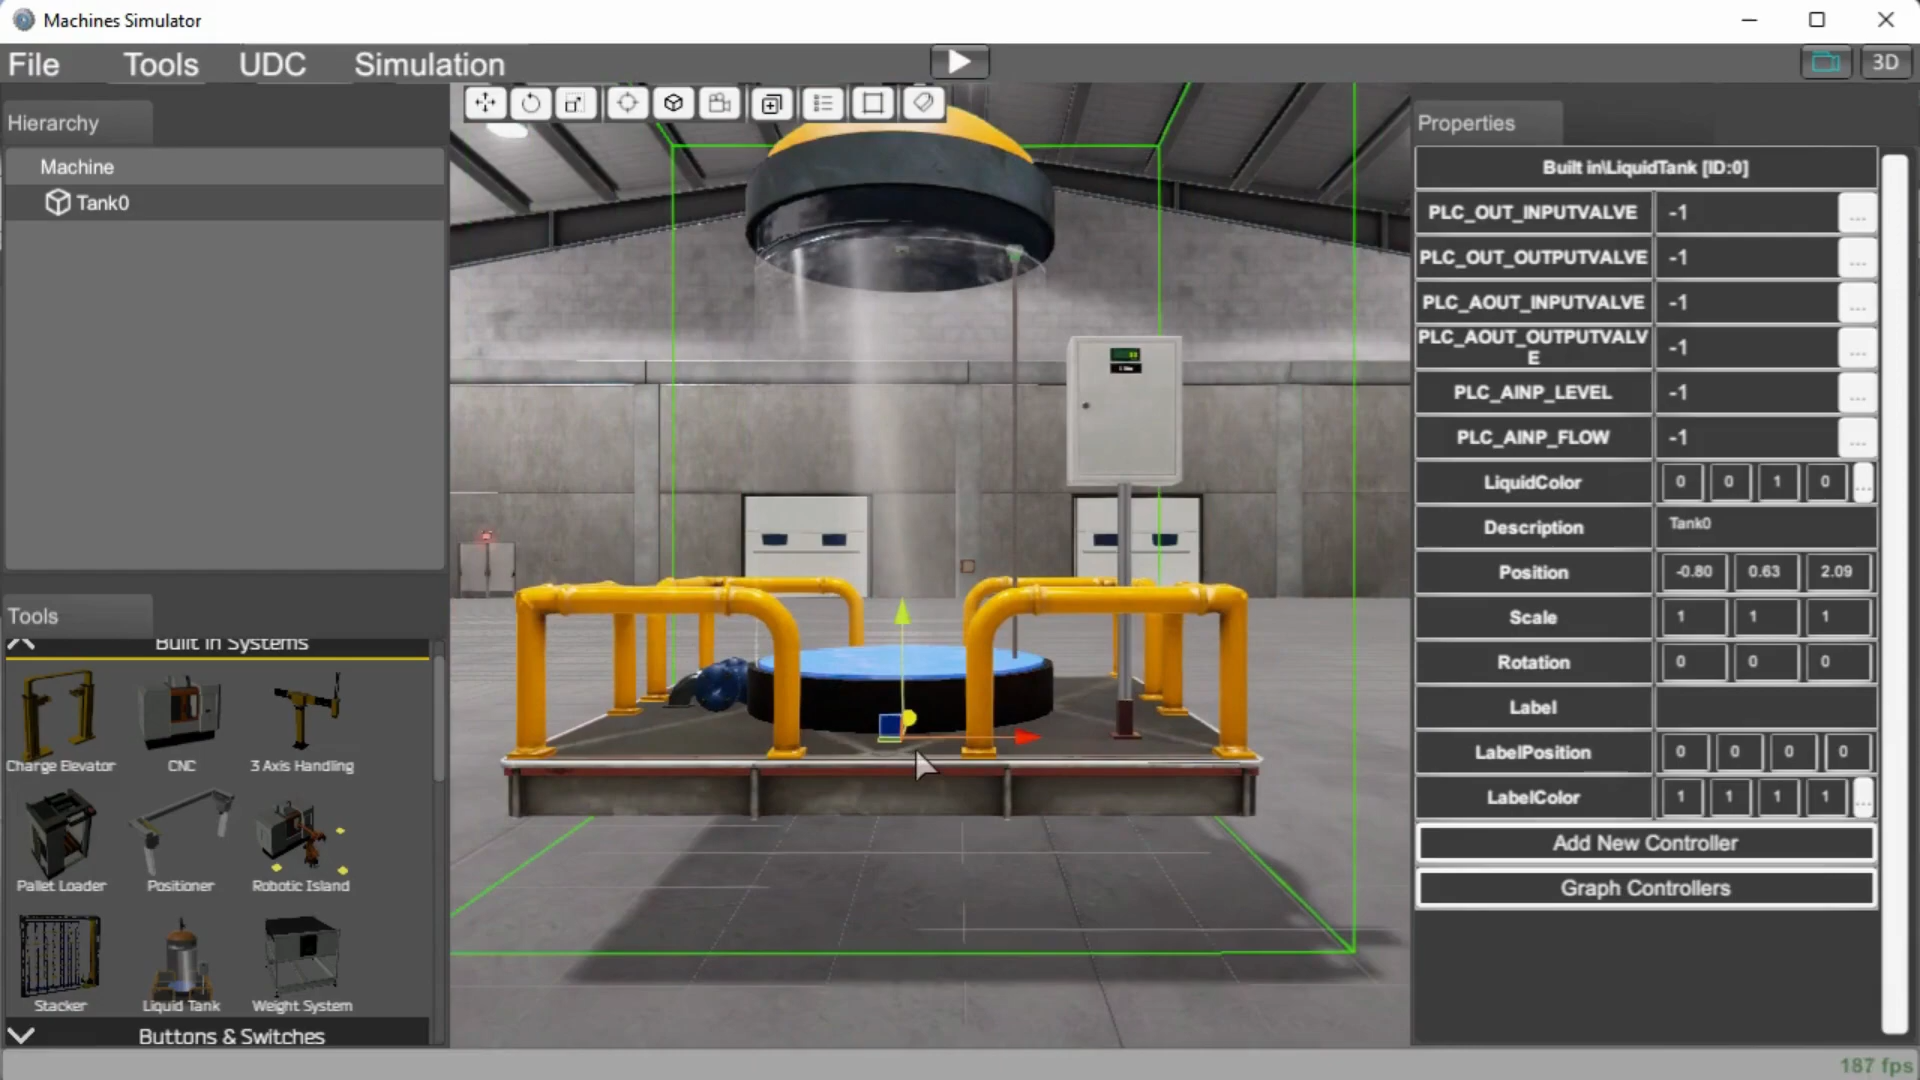 Machines Simulator
File Tools UDC Simulation 3D
Hierarchy
Machine
Tank0
Tools
Built in Systems
Charge Elevator CNC 3 Axis Handling
Pallet Loader Positioner Robotic Island
Stacker Liquid Tank Weight System
Buttons & Switches
Properties
Built in\LiquidTank [ID:0]
PLC_OUT_INPUTVALVE -1 ...
PLC_OUT_OUTPUTVALVE -1 ...
PLC_AOUT_INPUTVALVE -1 ...
PLC_AOUT_OUTPUTVALV
E -1 ...
PLC_AINP_LEVEL -1 ...
PLC_AINP_FLOW -1 ...
LiquidColor 0 0 1 0 ...
Description Tank0
Position -0.80 0.63 2.09
Scale 1 1 1
Rotation 0 0 0
Label
LabelPosition 0 0 0 0
LabelColor 1 1 1 1 ...
Add New Controller
Graph Controllers
187 fps